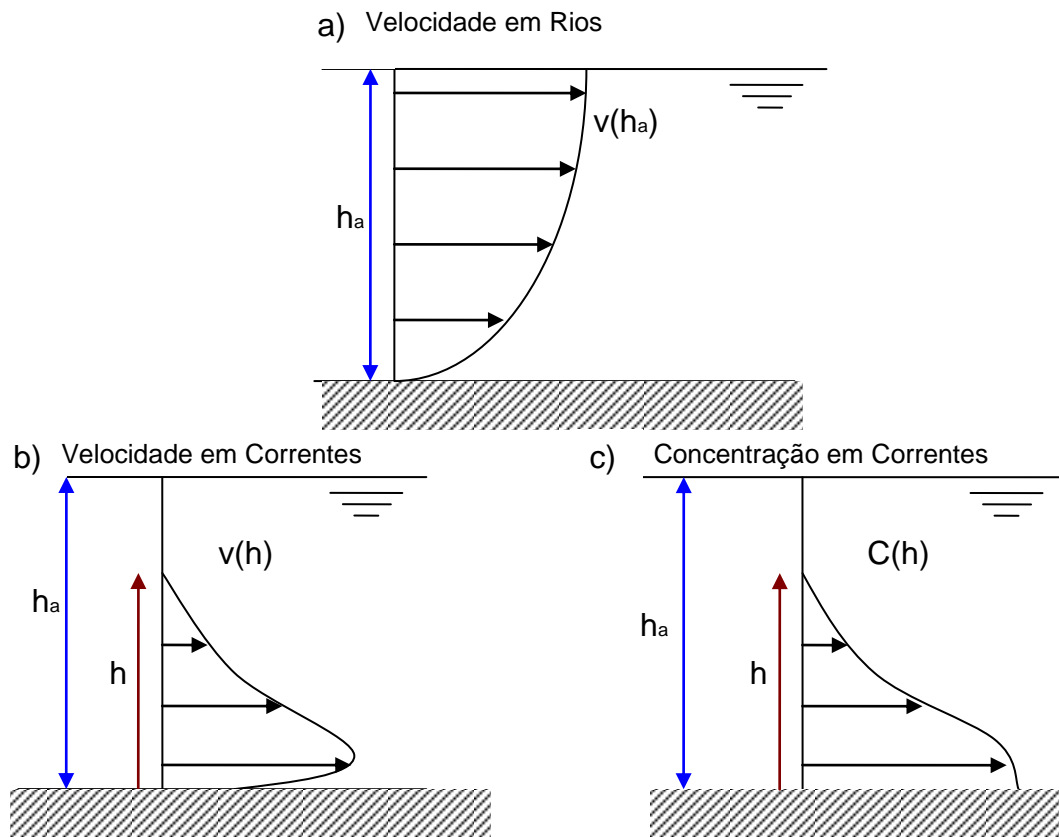 a) Velocidade em Rios
v(ha)
ha
b) Velocidade em Correntes
v(h)
ha
h
c) Concentração em Correntes
C(h)
ha
h